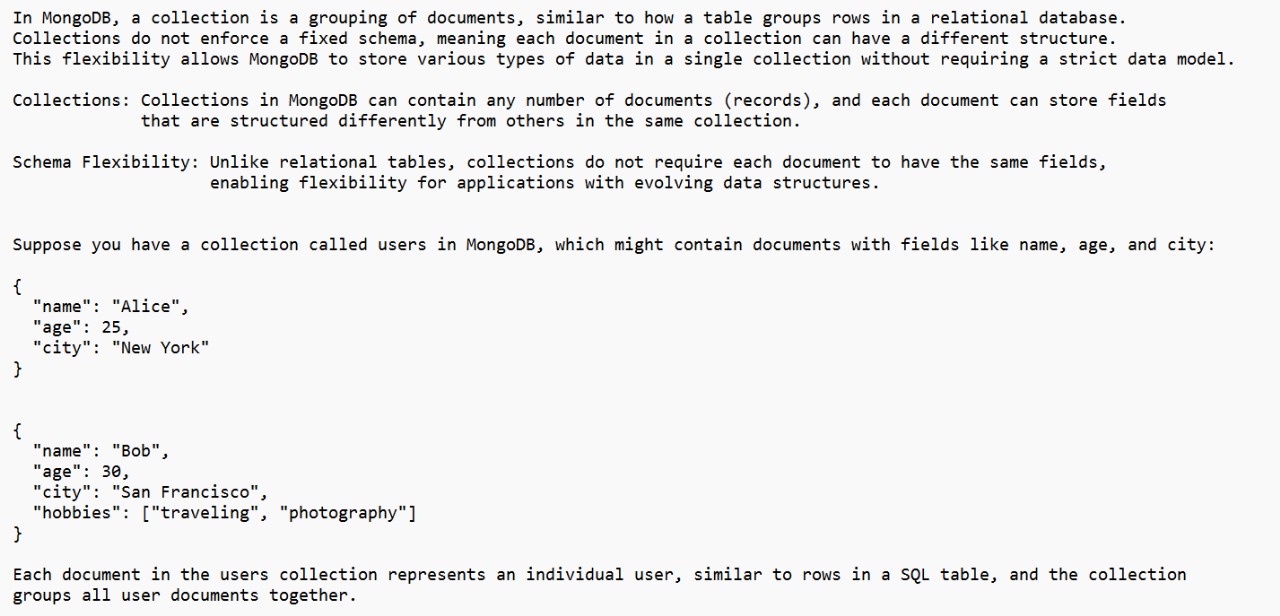 In MongoDB, a collection is a grouping of documents, similar to how a table groups rows in a relational database.
Collections do not enforce a fixed schema, meaning each document in a collection can have a different structure.
This flexibility allows MongoDB to store various types of data in a single collection without requiring a strict data model.
Collections: Collections in MongoDB can contain any number of documents (records), and each document can store fields
that are structured differently from others in the same collection.
Schema Flexibility: Unlike relational tables, collections do not require each document to have the same fields,
enabling flexibility for applications with evolving data structures.
Suppose you have a collection called users in MongoDB, which might contain documents with fields like name, age, and city:
{
"name": "Alice",
"age": 25,
"city": "New York"
}
{
"name": "Bob",
"age": 30,
"city": "San Francisco",
"hobbies": ["traveling", "photography"]
}
Each document in the users collection represents an individual user, similar to rows in a SQL table, and the collection
groups all user documents together.